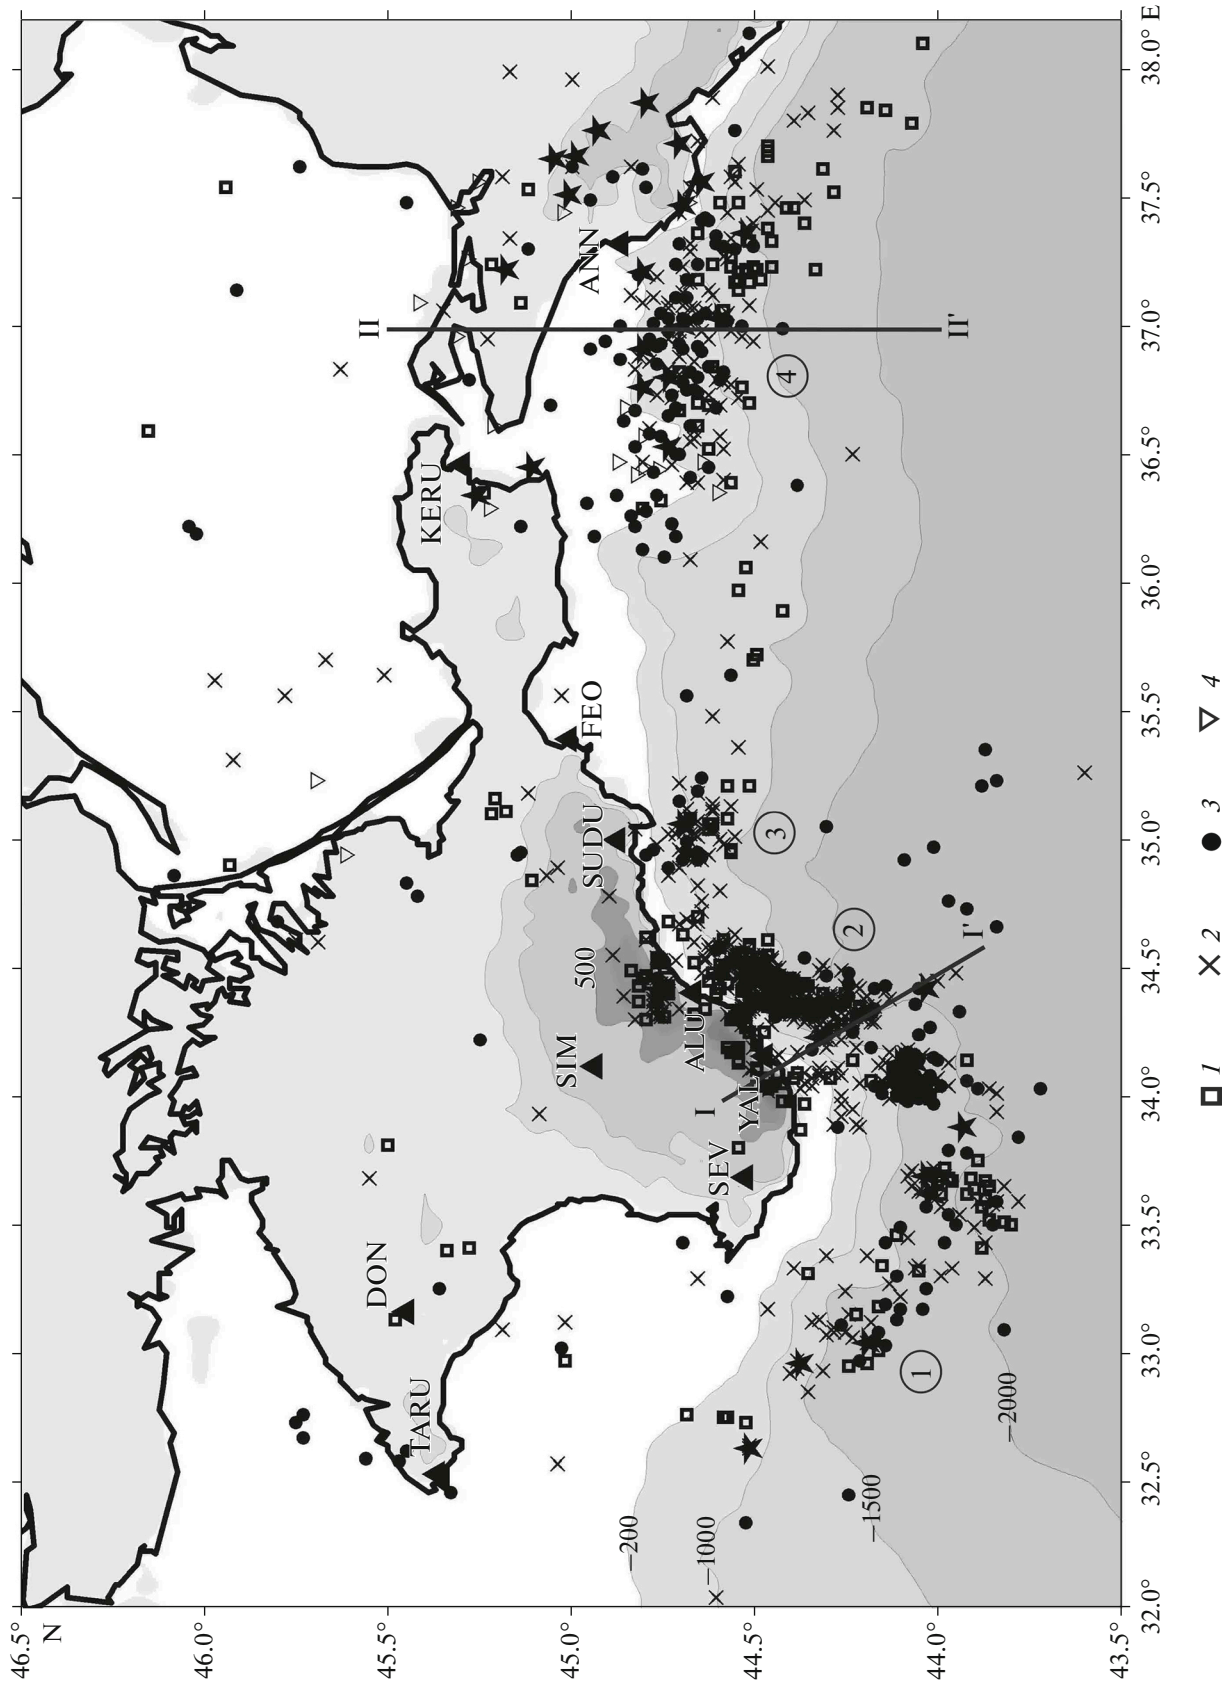 46.5°
N
46.0°
45.5°
45.0°
44.5°
44.0°
43.5°
32.0°
32.5°
33.0°
33.5°
34.0°
34.5°
35.0°
35.5°
36.0°
36.5°
37.0°
37.5°
38.0° E
KERU
ANN
FEO
SUDU
SIM
ALU
YAL
SEV
DON
TARU
500
–200
–1000
–1500
–2000
I
I'
II
II'
1
2
3
4
1
2
3
4